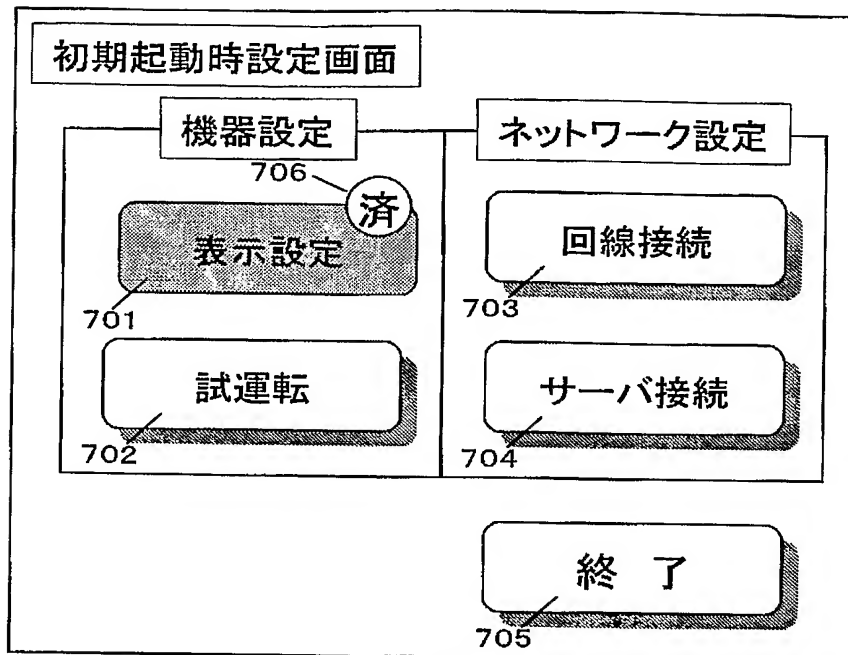 初期起動時設定画面
機器設定
706
済
表示設定
701
試運転
702
ネットワーク設定
回線接続
703
サーバ接続
704
終 了
705